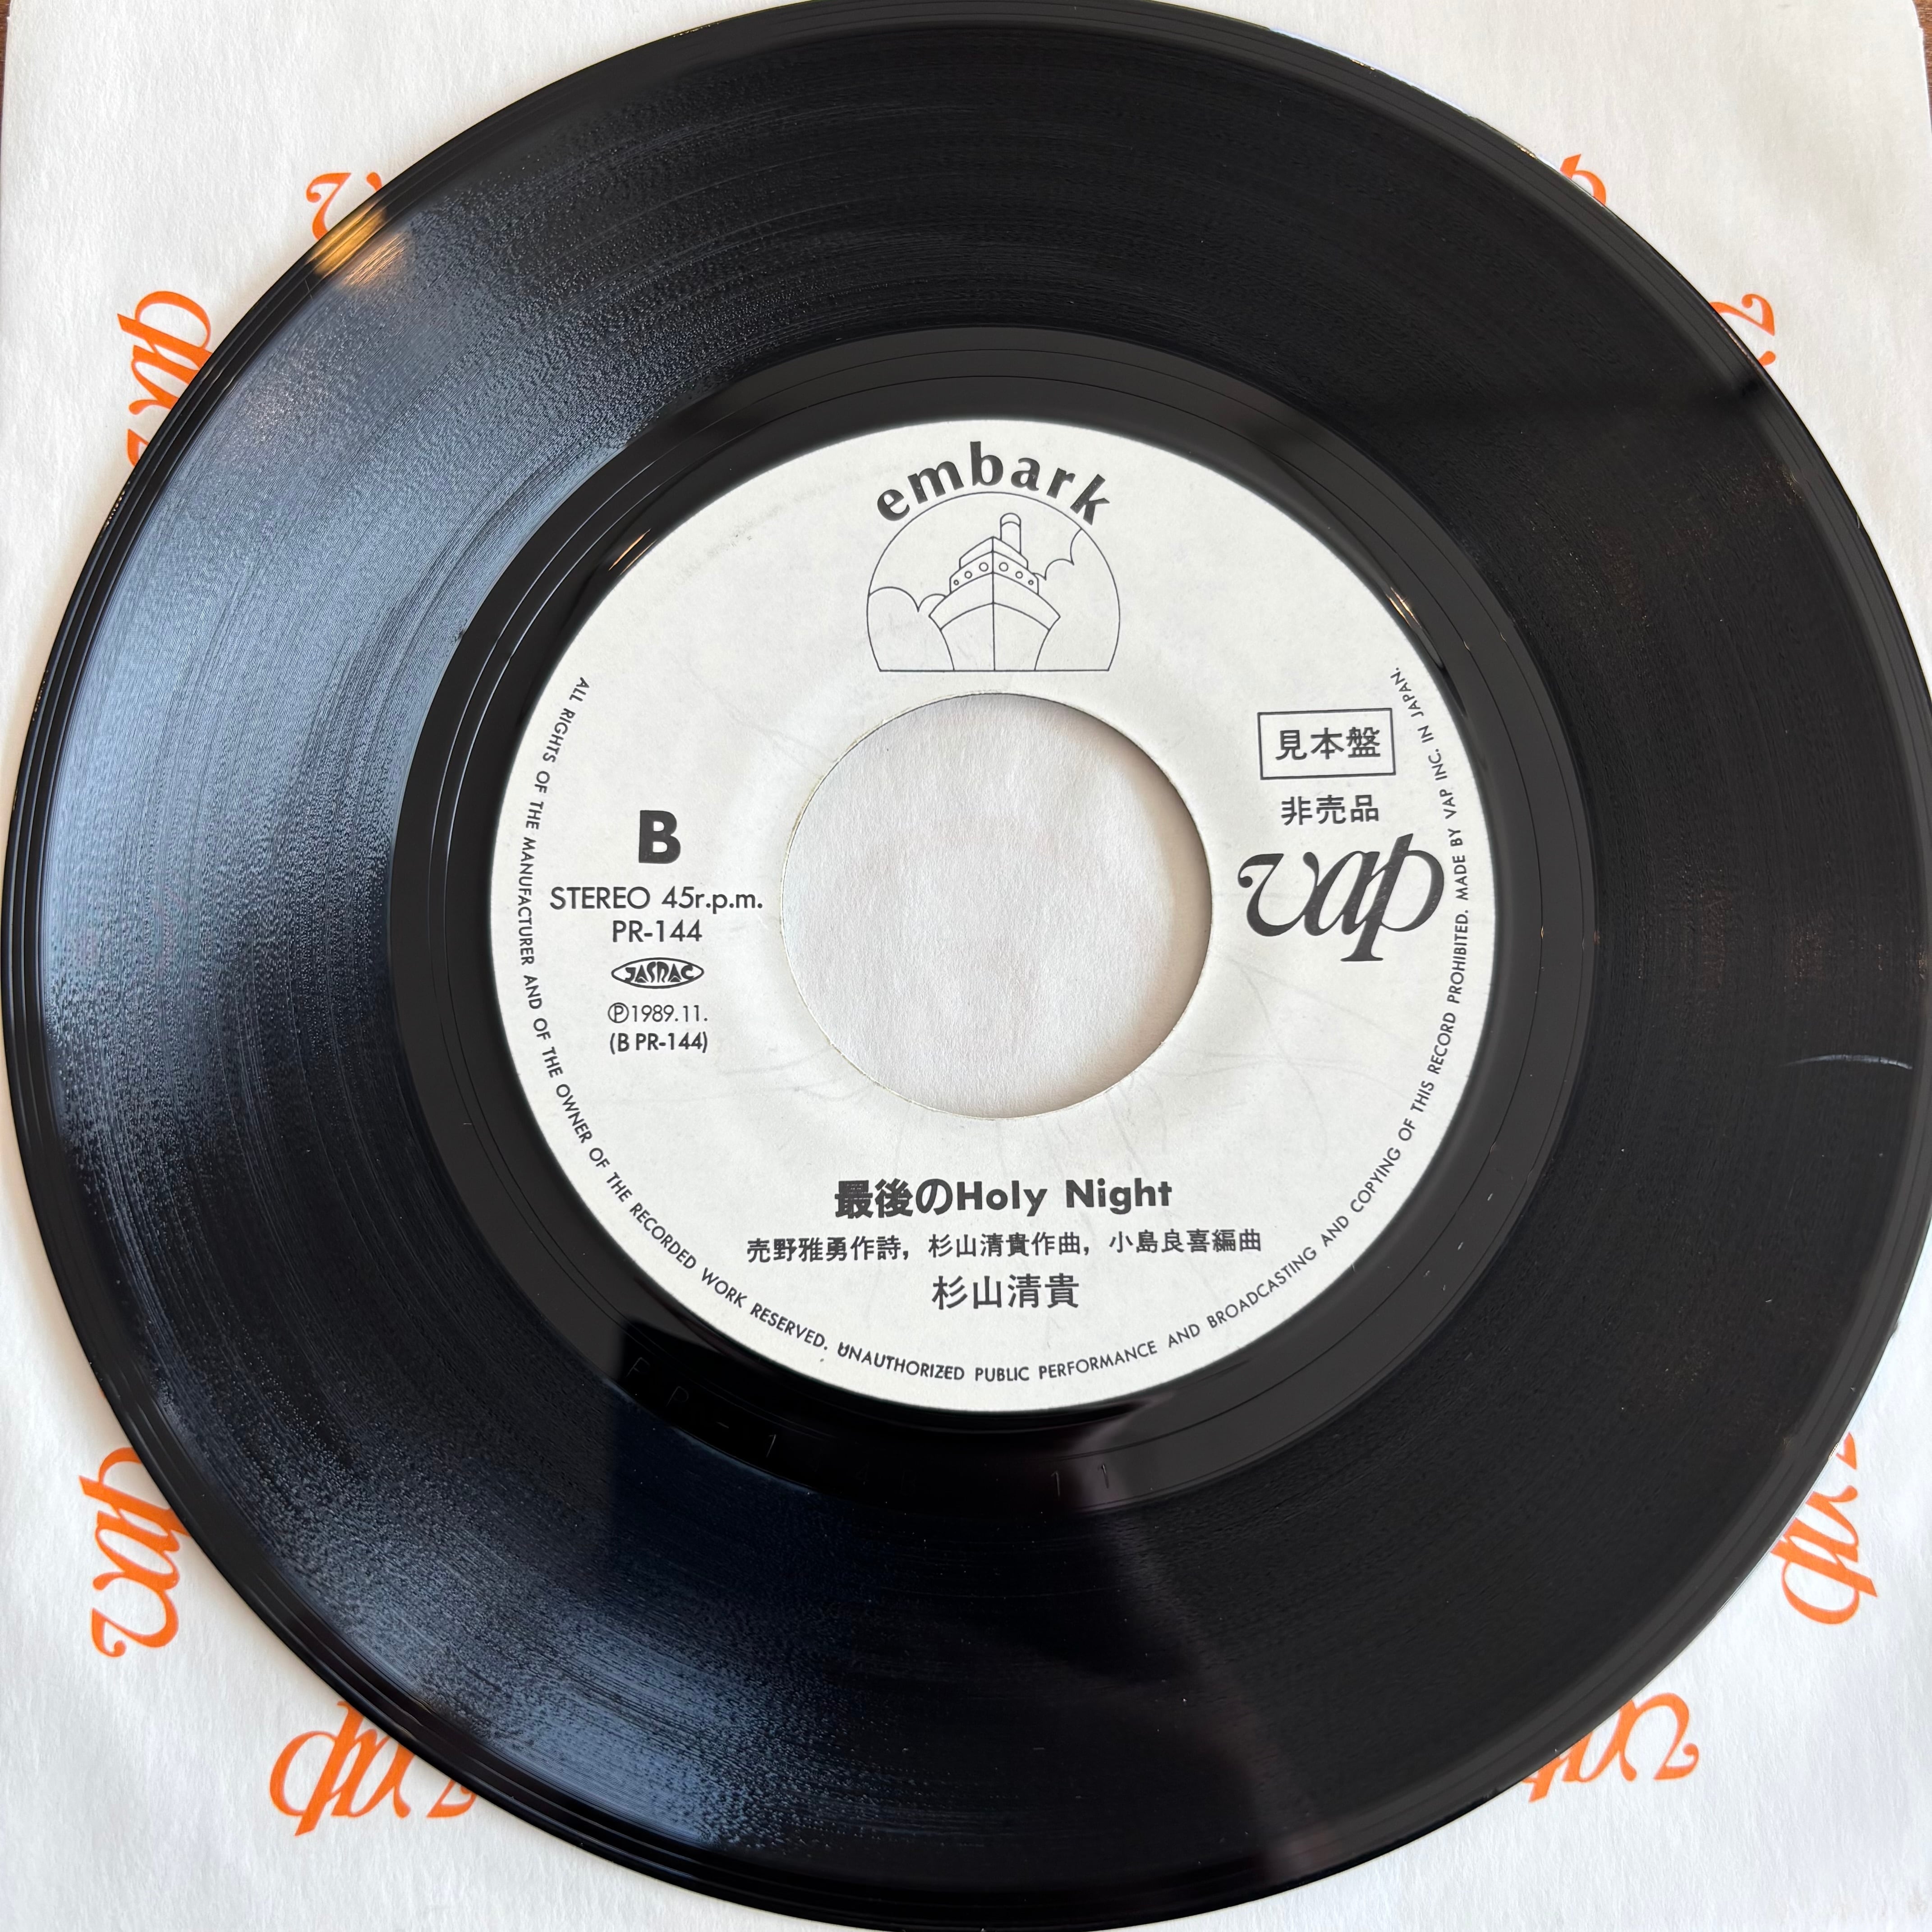 embark
見本盤
非売品
vap
B
STEREO 45r.p.m.
PR-144
JASRAC
Ⓟ1989.11.
(B PR-144)
最後のHoly Night
売野雅勇作詩, 杉山清貴作曲, 小島良喜編曲
杉山清貴
ALL RIGHTS OF THE MANUFACTURER AND OF THE OWNER OF THE RECORDED WORK RESERVED. UNAUTHORIZED PUBLIC PERFORMANCE AND BROADCASTING AND COPYING OF THIS RECORD PROHIBITED. MADE BY VAP INC. IN JAPAN.
vap
vap
vap